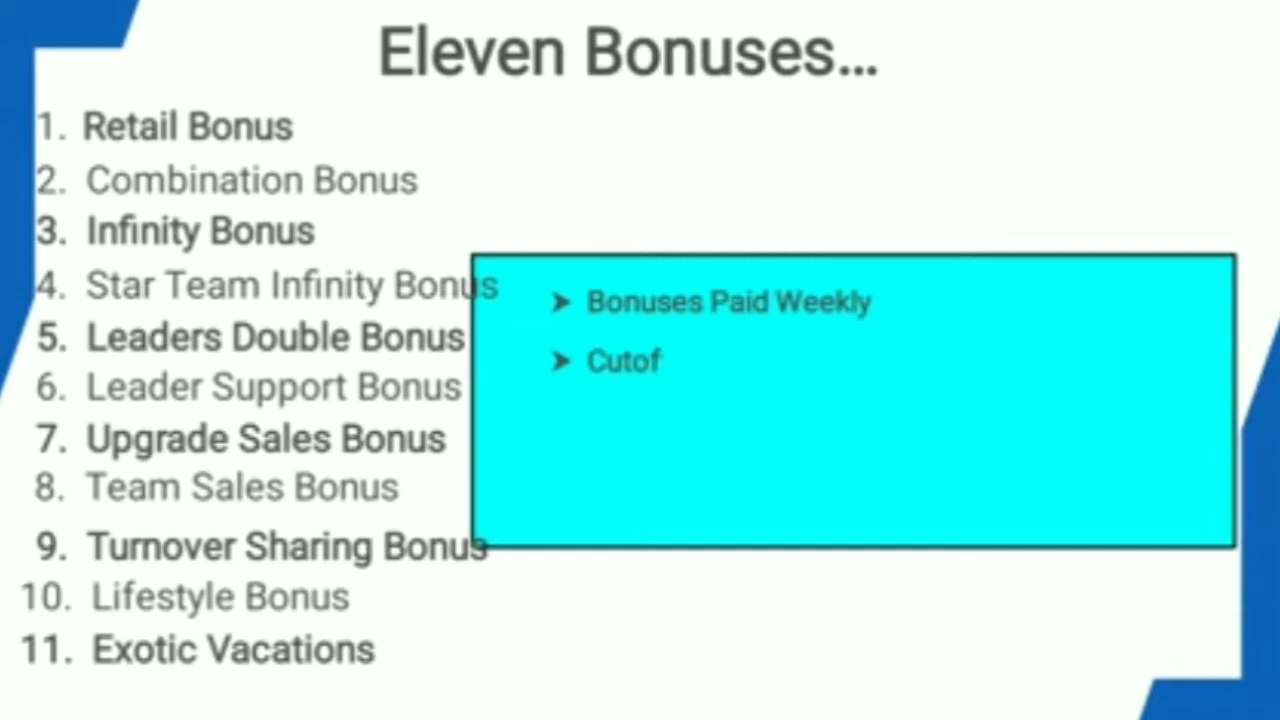 Eleven Bonuses...
1. Retail Bonus
2. Combination Bonus
3. Infinity Bonus
4. Star Team Infinity Bonus
5. Leaders Double Bonus
6. Leader Support Bonus
7. Upgrade Sales Bonus
8. Team Sales Bonus
9. Turnover Sharing Bonus
10. Lifestyle Bonus
11. Exotic Vacations
➤ Bonuses Paid Weekly
➤ Cutof